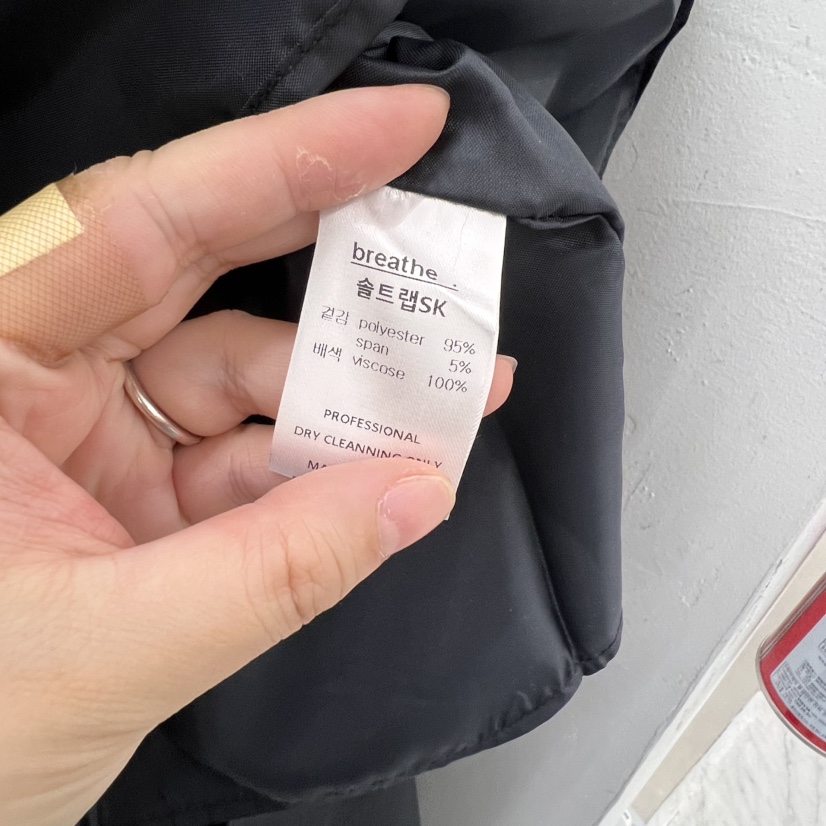 breathe .
솔트랩SK
겉감 polyester 95%
span 5%
배색 viscose 100%
PROFESSIONAL
DRY CLEANNING ONLY